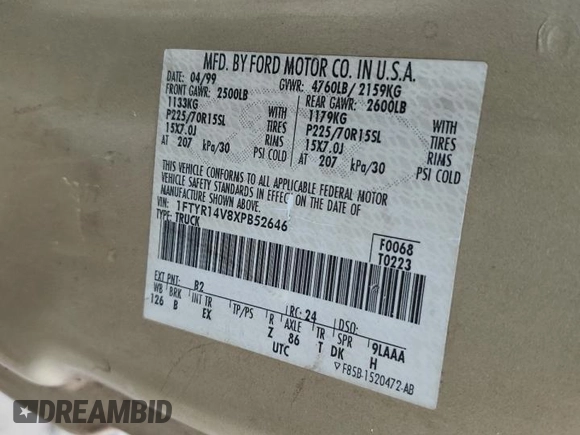 MFD. BY FORD MOTOR CO. IN U.S.A.
DATE: 04/99 GVWR: 4760LB/ 2159KG
FRONT GAWR: 2500LB REAR GAWR: 2600LB
1133KG WITH 1179KG WITH
P225/70R15SL TIRES P225/70R15SL TIRES
15X7.0J RIMS 15X7.0J RIMS
AT 207 kPa/30 PSI COLD AT 207 kPa/30 PSI COLD
THIS VEHICLE CONFORMS TO ALL APPLICABLE FEDERAL MOTOR
VEHICLE SAFETY STANDARDS IN EFFECT ON THE DATE OF
MANUFACTURE SHOWN ABOVE.
VIN: 1FTYR14V8XPB52646
TYPE: TRUCK
F0068
T0223
EXT PNT: B2 RC: 24 DSO:
WB BRK INT TR TP/PS R AXLE TR SPR 9LAAA
126 B EX Z 86 T DK H
UTC
▽F85B-1520472-AB
DREAMBID